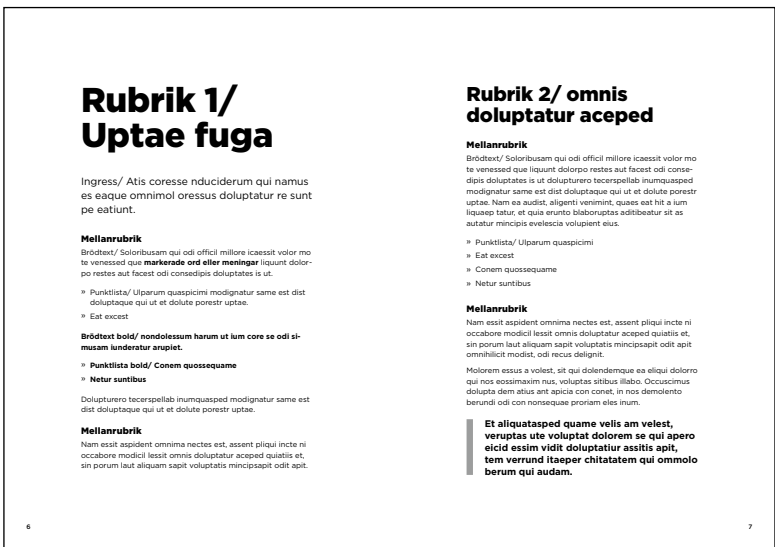 Rubrik 1/
Uptae fuga
Ingress/ Atis coresse nduciderum qui namus
es eaque omnimol oressus doluptatur re sunt
pe eatiunt.
Mellanrubrik
Brödtext/ Soloribusam qui odi officil millore icaessit volor mo
te venessed que markerade ord eller meningar liquunt dolor-
po restes aut facest odi consedipis doluptates is ut.
» Punktlista/ Ulparum quaspicimi modignatur same est dist
doluptaque qui ut et dolute porestr uptae.
» Eat excest
Brödtext bold/ nondolessum harum ut ium core se odi si-
musam iunderatur arupiet.
» Punktlista bold/ Conem quossequame
» Netur suntibus
Dolupturero tecerspellab inumquasped modignatur same est
dist doluptaque qui ut et dolute porestr uptae.
Mellanrubrik
Nam essit aspident omnima nectes est, assent pliqui incte ni
occabore modicil lessit omnis doluptatur aceped quiatiis et,
sin porum laut aliquam sapit voluptatis mincipsapit odit apit.
6
Rubrik 2/ omnis
doluptatur aceped
Mellanrubrik
Brödtext/ Soloribusam qui odi officil millore icaessit volor mo
te venessed que liquunt dolorpo restes aut facest odi conse-
dipis doluptates is ut dolupturero tecerspellab inumquasped
modignatur same est dist doluptaque qui ut et dolute porestr
uptae. Nam ea audist, aligenti venimint, quaes eat hit a ium
liquaep tatur, et quia erunto blaboruptas aditibeatur sit as
autatur mincipis evelescia volupient eius.
» Punktlista/ Ulparum quaspicimi
» Eat excest
» Conem quossequame
» Netur suntibus
Mellanrubrik
Nam essit aspident omnima nectes est, assent pliqui incte ni
occabore modicil lessit omnis doluptatur aceped quiatiis et,
sin porum laut aliquam sapit voluptatis mincipsapit odit apit
omnihilicit modist, odi recus delignit.
Molorem essus a volest, sit qui dolendemque ea eliqui dolorro
qui nos eossimaxim nus, voluptas sitibus illabo. Occuscimus
dolupta dem atius ant apicia con conet, in nos demolento
berundi odi con nonsequae proriam eles inum.
Et aliquatasped quame velis am velest,
veruptas ute voluptat dolorem se qui apero
eicid essim vidit doluptatiur assitis apit,
tem verrund itaeper chitatatem qui ommolo
berum qui audam.
7